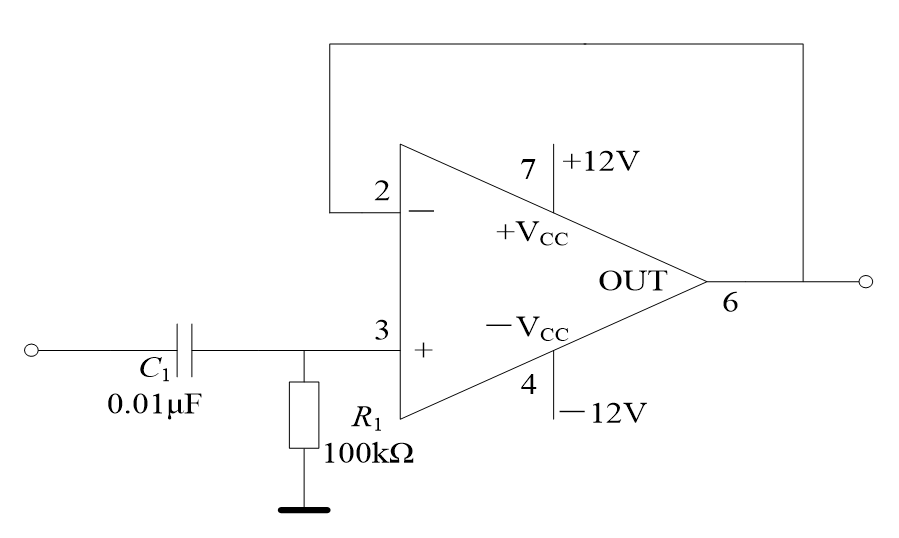 7
+12V
2
—
+VCC
OUT
6
3
+
—VCC
C1
0.01μF
4
—12V
R1
100kΩ